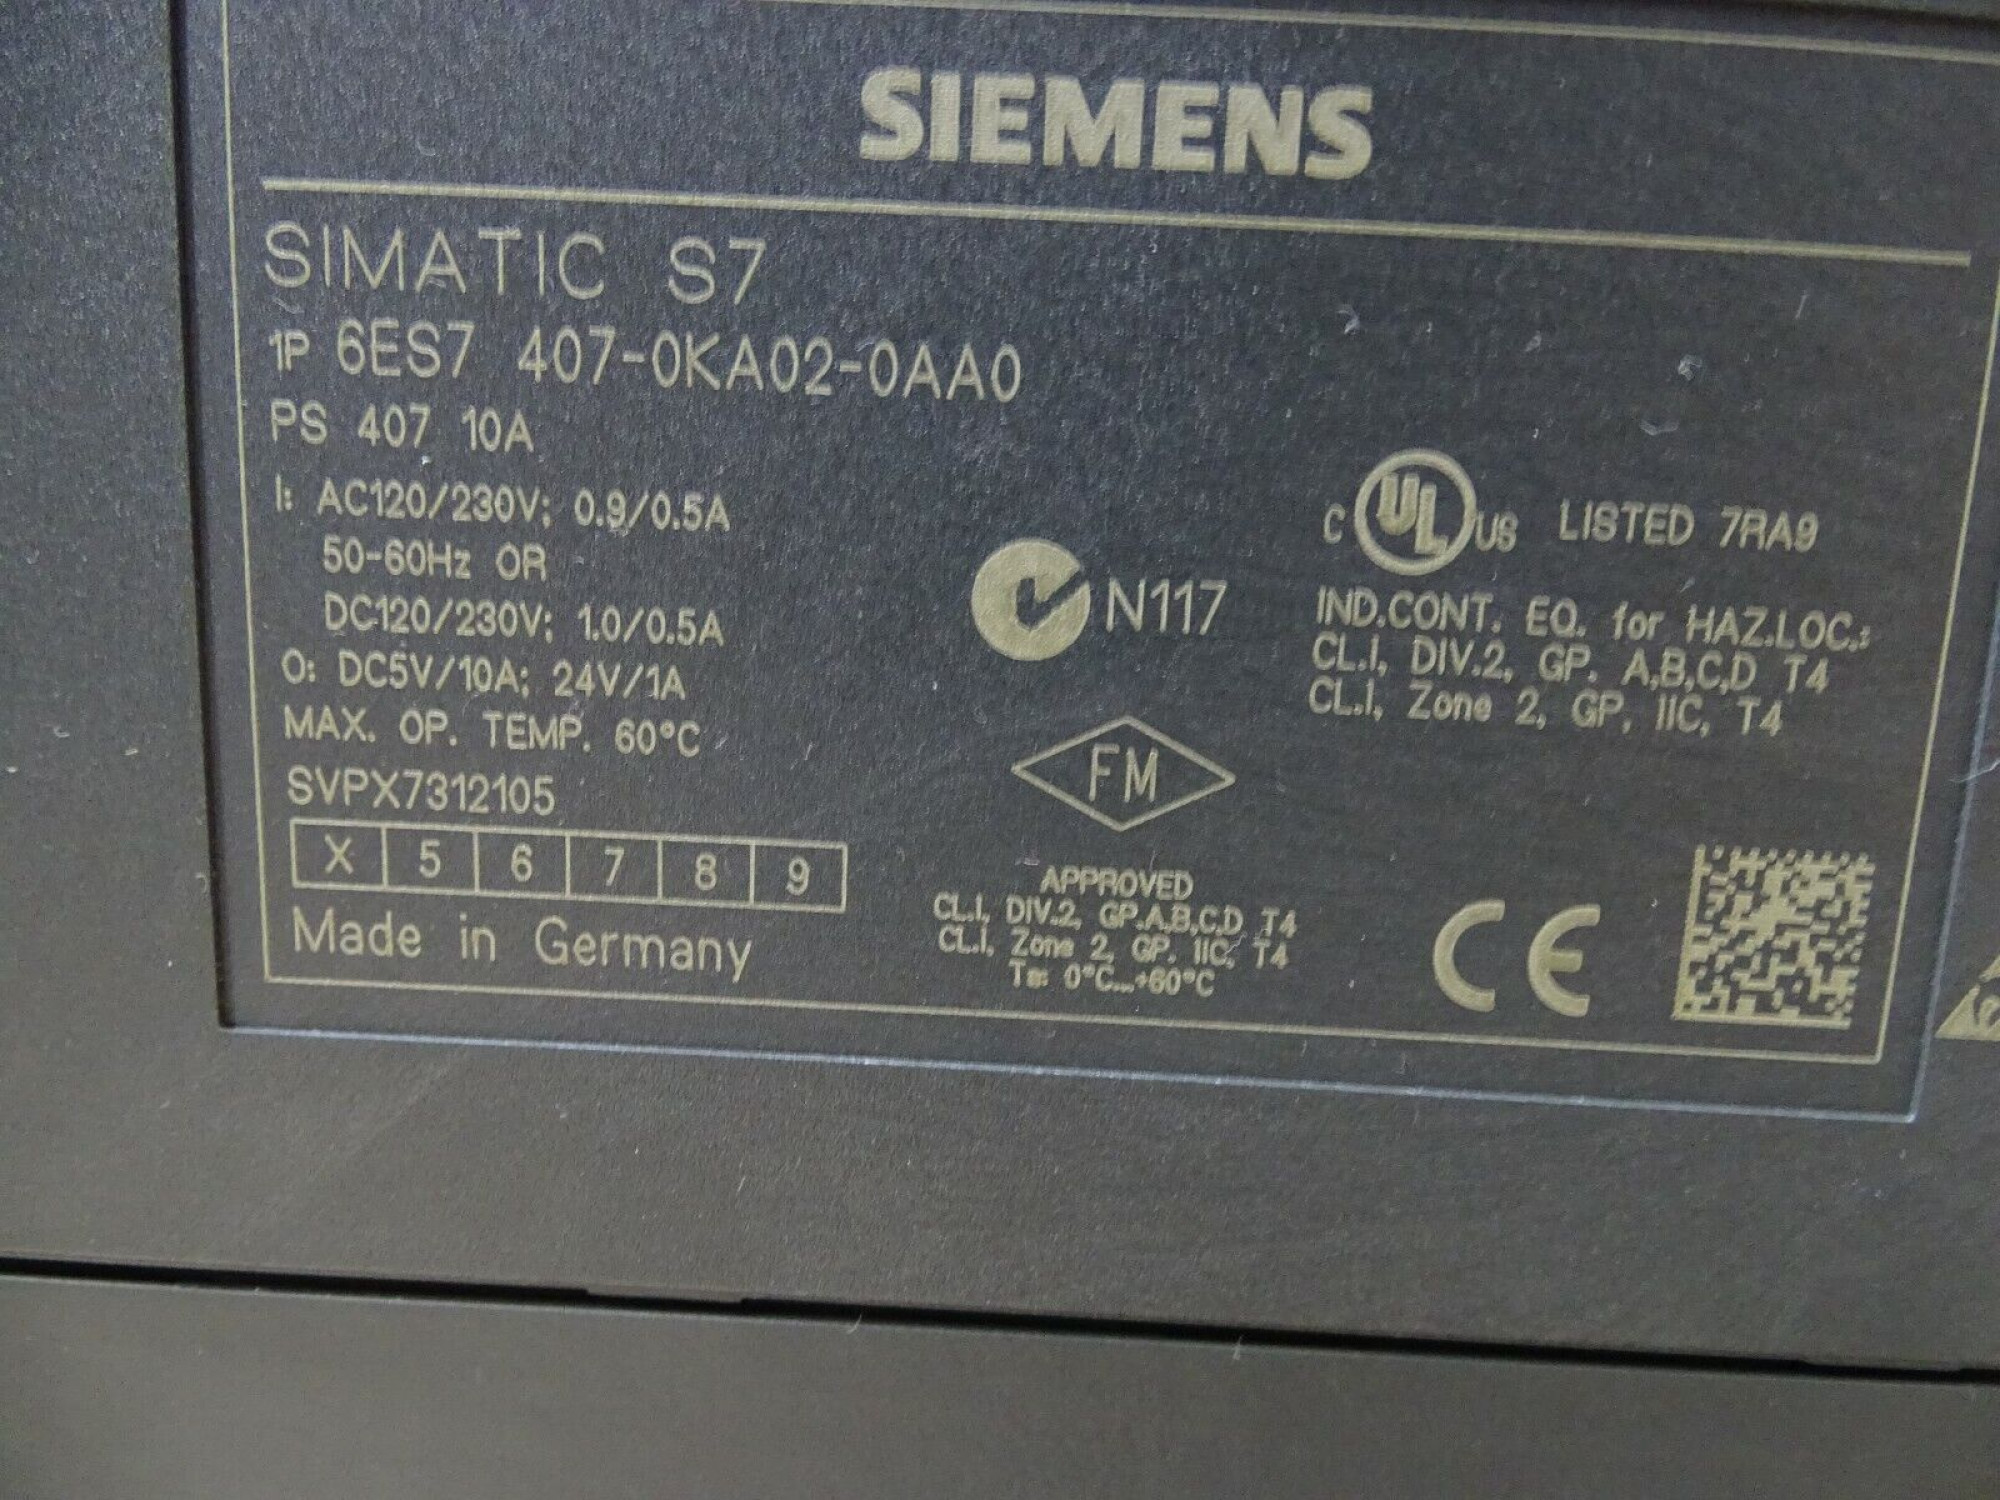 SIEMENS
SIMATIC S7
1P 6ES7 407-0KA02-0AA0
PS 407 10A
I: AC120/230V; 0.9/0.5A
50-60Hz OR
DC120/230V; 1.0/0.5A
O: DC5V/10A; 24V/1A
MAX. OP. TEMP. 60°C
SVPX7312105
X 5 6 7 8 9
Made in Germany
N117
FM
APPROVED
CL.I, DIV.2, GP.A,B,C,D T4
CL.I, Zone 2, GP. IIC, T4
Ta: 0°C...+60°C
C UL US LISTED 7RA9
IND.CONT. EQ. for HAZ.LOC.:
CL.I, DIV.2, GP. A,B,C,D T4
CL.I, Zone 2, GP. IIC, T4
CE